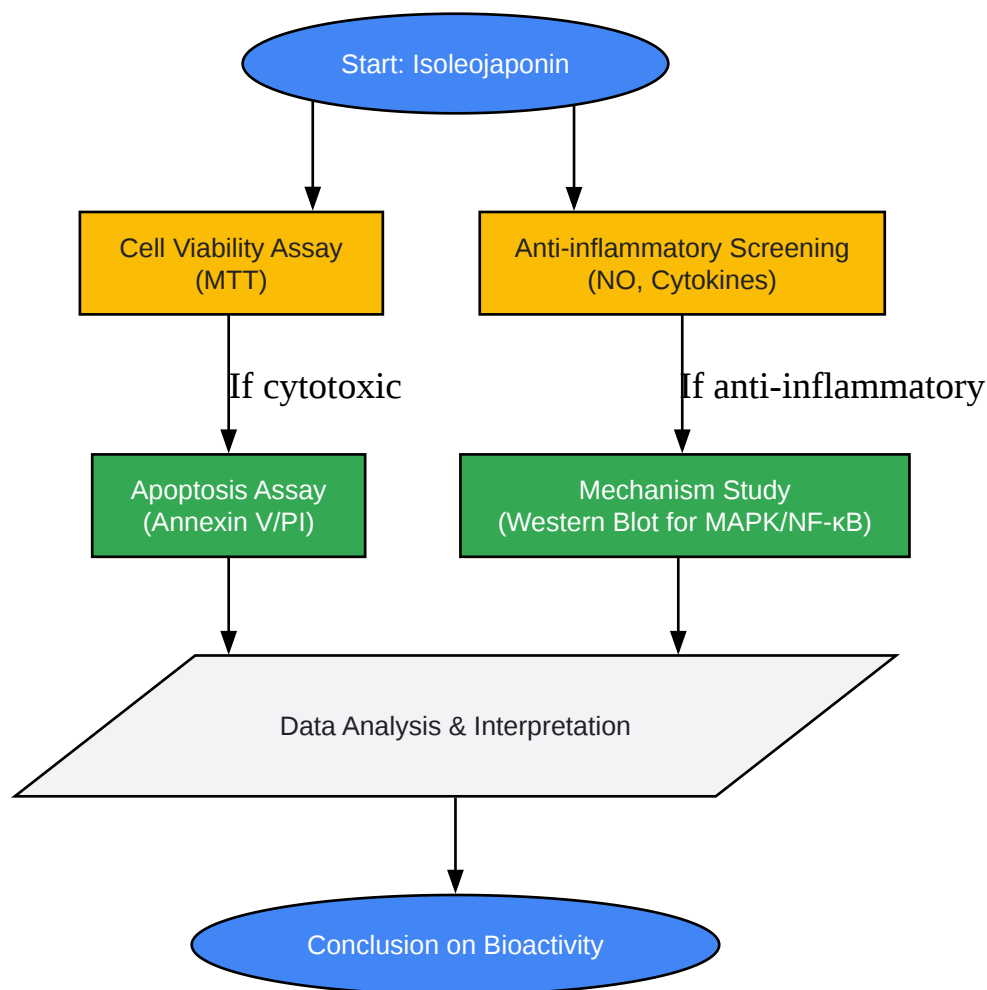 Start: Isoleojaponin
Cell Viability Assay
(MTT)
Anti-inflammatory Screening
(NO, Cytokines)
If cytotoxic
If anti-inflammatory
Apoptosis Assay
(Annexin V/PI)
Mechanism Study
(Western Blot for MAPK/NF-κB)
Data Analysis & Interpretation
Conclusion on Bioactivity